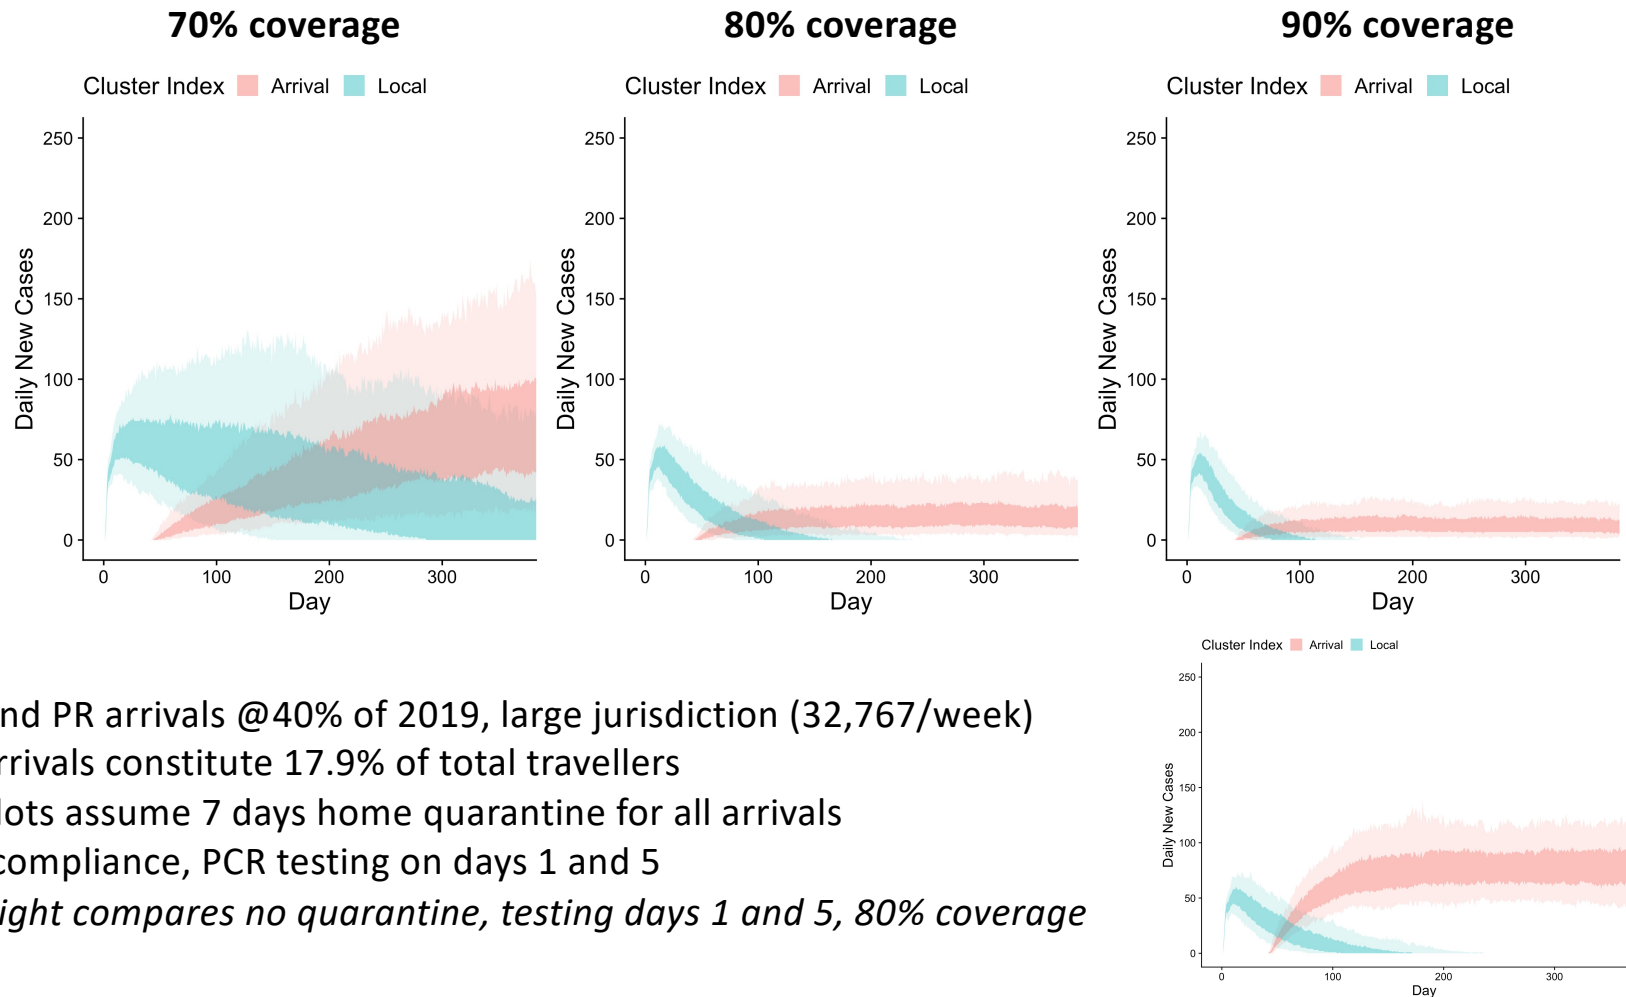 70% coverage
80% coverage
90% coverage
Cluster Index Arrival Local
Cluster Index Arrival Local
Cluster Index Arrival Local
250
200
150
100
50
0
Daily New Cases
0 100 200 300
Day
250
200
150
100
50
0
Daily New Cases
0 100 200 300
Day
250
200
150
100
50
0
Daily New Cases
0 100 200 300
Day
nd PR arrivals @40% of 2019, large jurisdiction (32,767/week)
rrivals constitute 17.9% of total travellers
lots assume 7 days home quarantine for all arrivals
compliance, PCR testing on days 1 and 5
ight compares no quarantine, testing days 1 and 5, 80% coverage
Cluster Index Arrival Local
250
200
150
100
50
0
Daily New Cases
0 100 200 300
Day